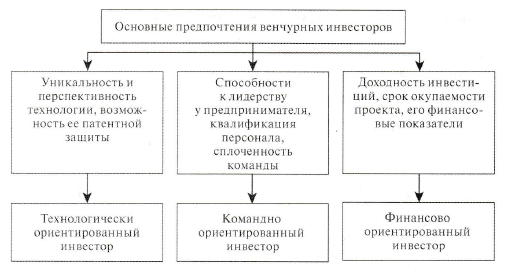 Основные предпочтения венчурных инвесторов
Уникальность и
перспективность
технологии, возмож-
ность ее патентной
защиты
Способности
к лидерству
у предпринимателя,
квалификация
персонала,
сплоченность
команды
Доходность инвести-
ций, срок окупаемости
проекта, его финансо-
вые показатели
Технологически
ориентированный
инвестор
Командно
ориентированный
инвестор
Финансово
ориентированный
инвестор